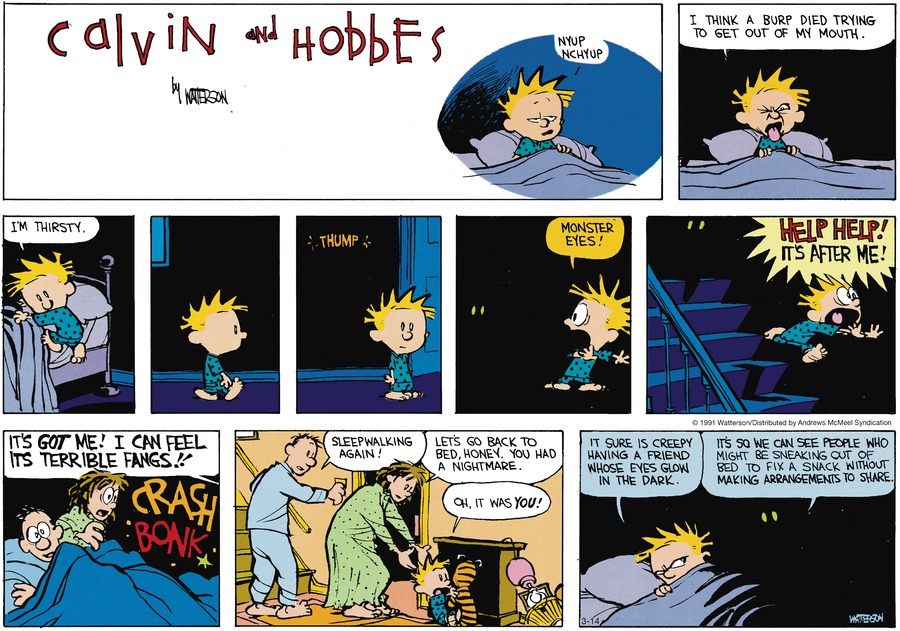 Calvin and Hobbes
by WATTERSON
NYUP
NCHYUP
I THINK A BURP DIED TRYING
TO GET OUT OF MY MOUTH.
I'M THIRSTY.
THUMP
MONSTER
EYES!
HELP HELP!
IT'S AFTER ME!
© 1991 Watterson/Distributed by Andrews McMeel Syndication
IT'S GOT ME! I CAN FEEL
ITS TERRIBLE FANGS!!
CRASH
BONK
SLEEPWALKING
AGAIN!
LET'S GO BACK TO
BED, HONEY. YOU HAD
A NIGHTMARE.
OH, IT WAS YOU!
IT SURE IS CREEPY
HAVING A FRIEND
WHOSE EYES GLOW
IN THE DARK.
IT'S SO WE CAN SEE PEOPLE WHO
MIGHT BE SNEAKING OUT OF
BED TO FIX A SNACK WITHOUT
MAKING ARRANGEMENTS TO SHARE.
3-14
WATTERSON